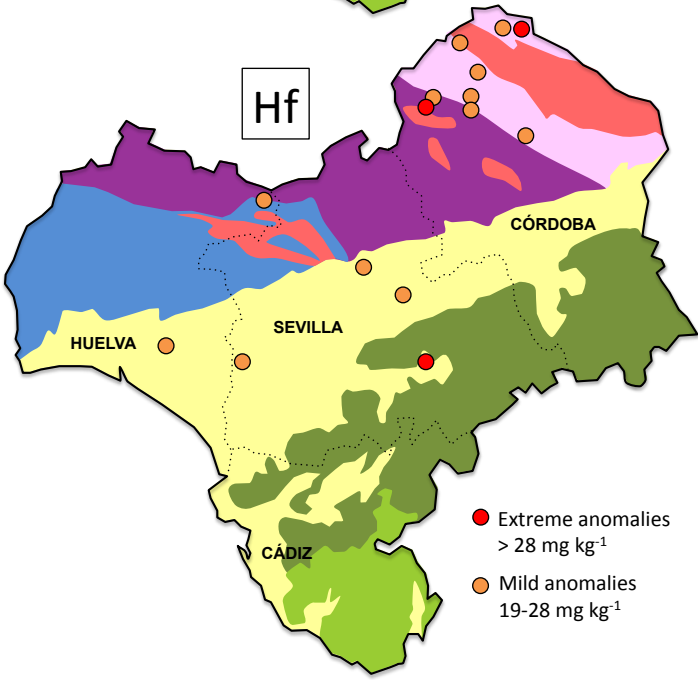 Hf
CÓRDOBA
SEVILLA
HUELVA
CÁDIZ
Extreme anomalies
> 28 mg kg⁻¹
Mild anomalies
19-28 mg kg⁻¹